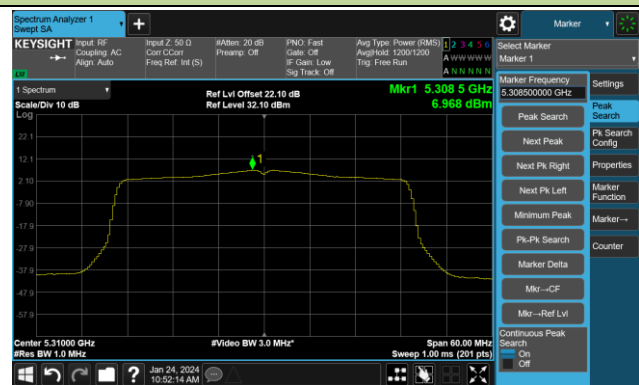 Spectrum Analyzer 1
Swept SA
+
Marker
KEYSIGHT
Input: RF
Coupling: AC
Align: Auto
Input Z: 50 Ω
Corr CCorr
Freq Ref: Int (S)
#Atten: 20 dB
Preamp: Off
PNO: Fast
Gate: Off
IF Gain: Low
Sig Track: Off
Avg Type: Power (RMS)
Avg|Hold: 1200/1200
Trig: Free Run
1 2 3 4 5 6
A W W W W W
A N N N N N
Select Marker
Marker 1
LXI
1 Spectrum
Scale/Div 10 dB
Log
Ref Lvl Offset 22.10 dB
Ref Level 32.10 dBm
Mkr1 5.308 5 GHz
6.968 dBm
22.1
12.1
2.10
-7.90
-17.9
-27.9
-37.9
-47.9
-57.9
1
Center 5.31000 GHz
#Res BW 1.0 MHz
#Video BW 3.0 MHz*
Span 60.00 MHz
Sweep 1.00 ms (201 pts)
Marker Frequency
5.308500000 GHz
Peak Search
Next Peak
Next Pk Right
Next Pk Left
Minimum Peak
Pk-Pk Search
Marker Delta
Mkr→CF
Mkr→Ref Lvl
Continuous Peak
Search
On
Off
Settings
Peak
Search
Pk Search
Config
Properties
Marker
Function
Marker→
Counter
?
Jan 24, 2024
10:52:14 AM